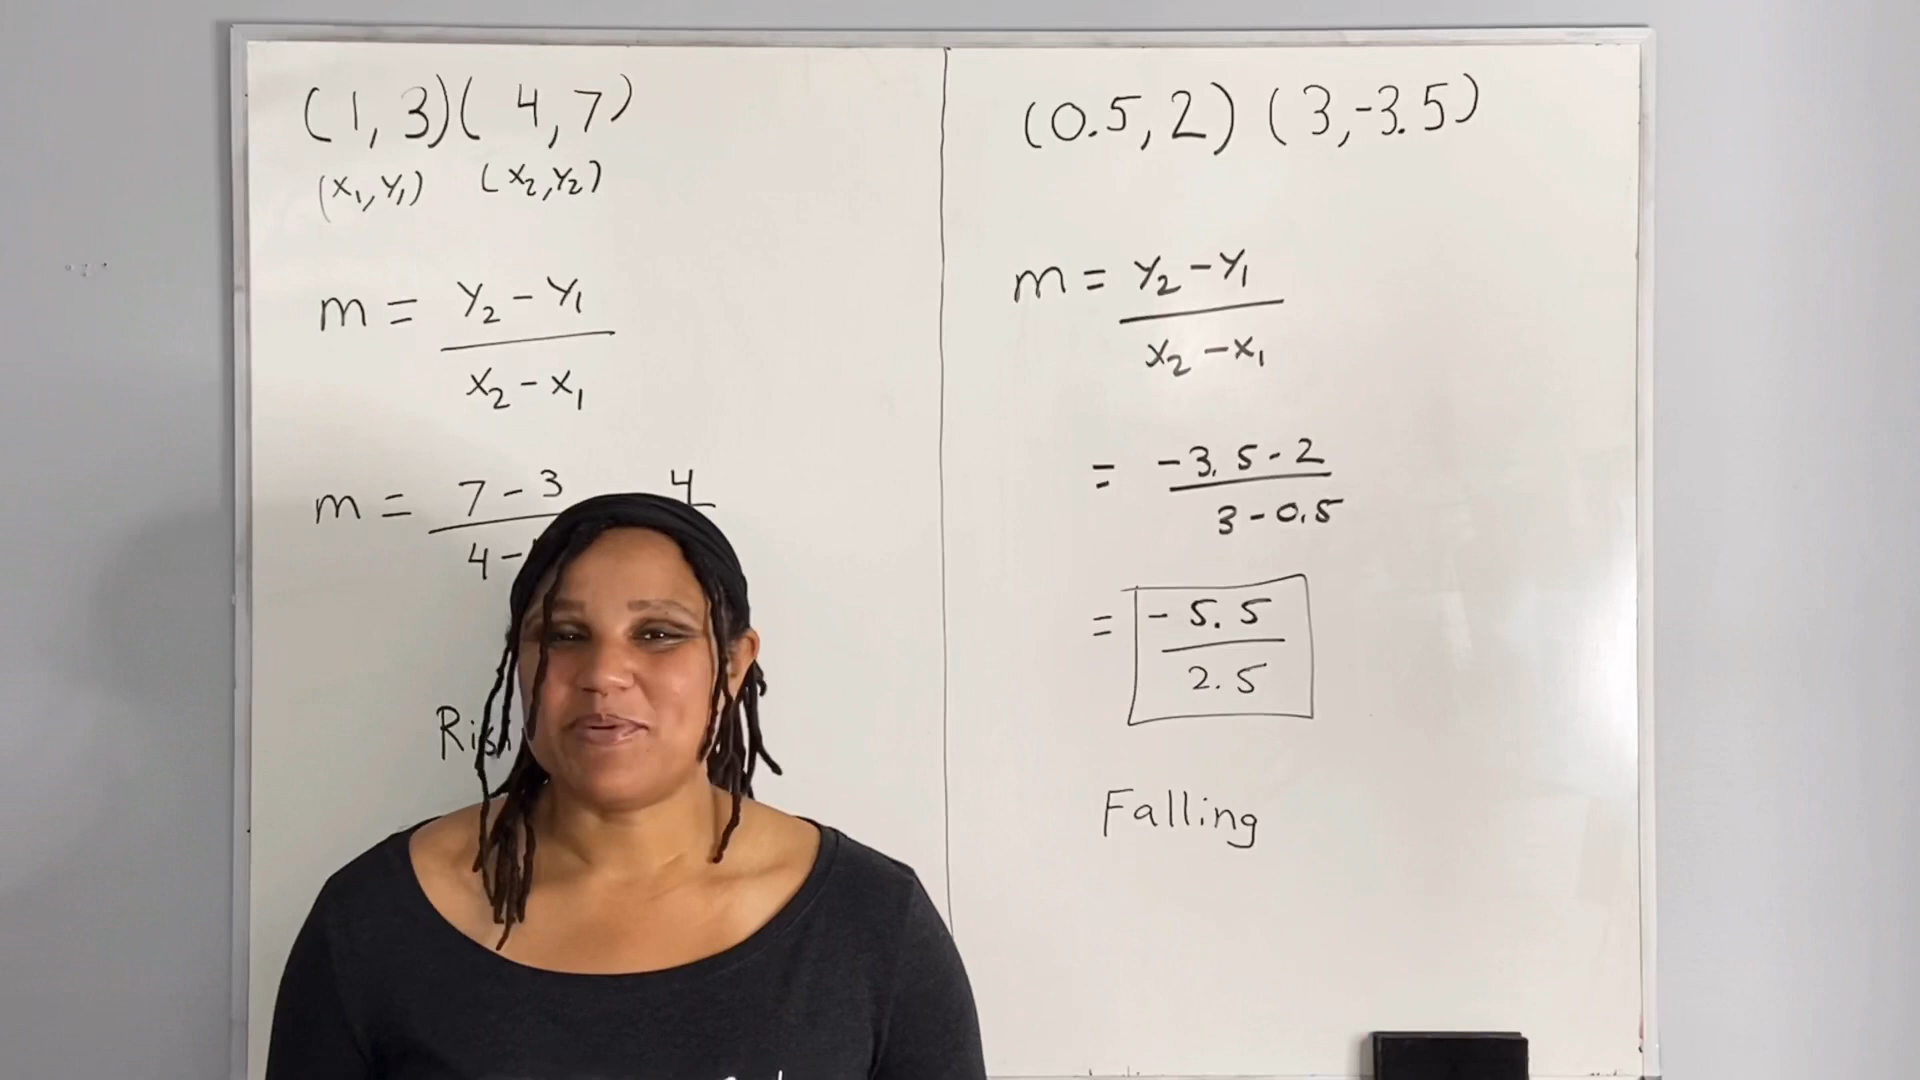 (1, 3)( 4, 7)
(x₁, y₁) (x₂, y₂)
m = y₂ - y₁
x₂ - x₁
m = 7 - 3 4
4 -
(0.5, 2) (3, -3.5)
m = y₂ - y₁
x₂ - x₁
= -3.5 - 2
3 - 0.5
= -5.5
2.5
Falling